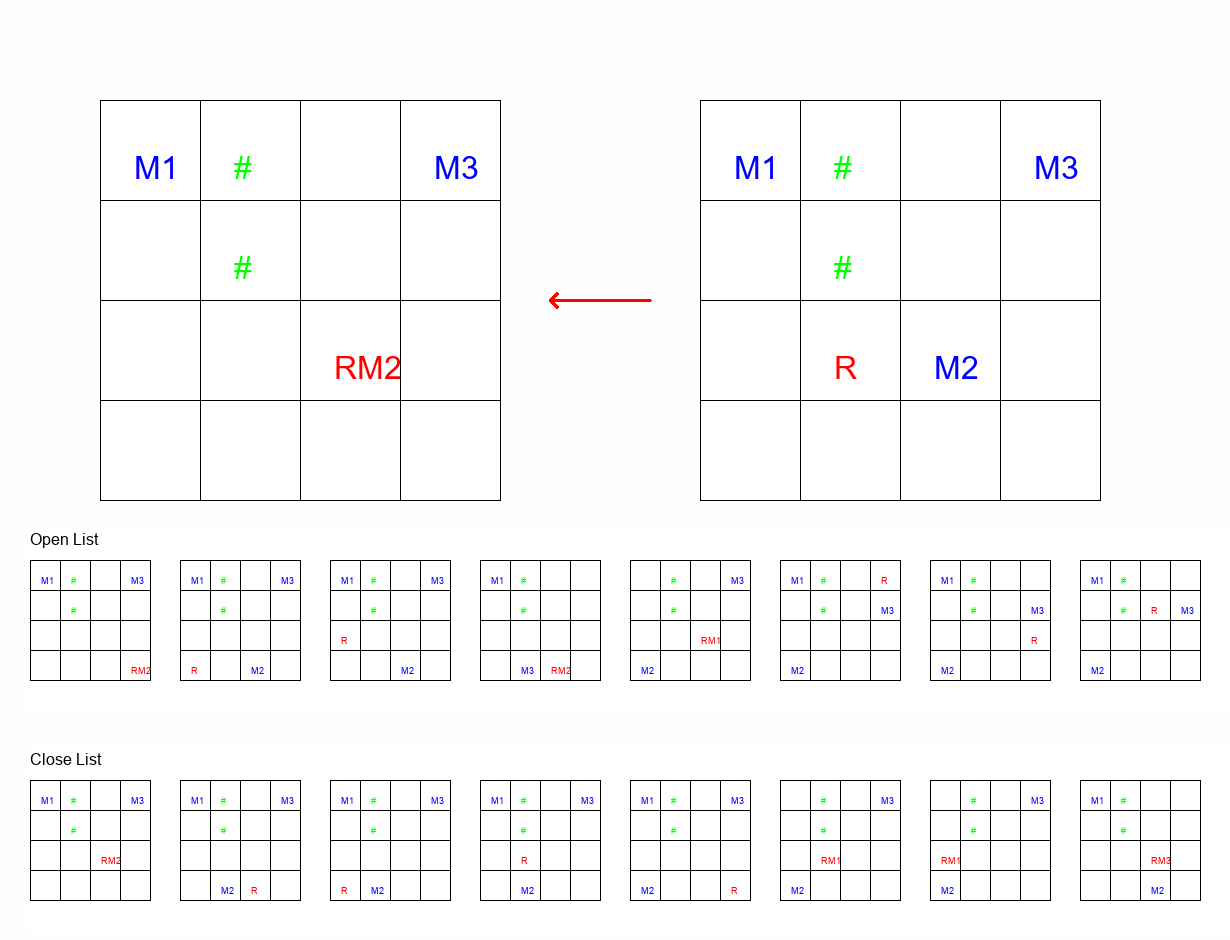 M1 # M3 M1 # M3
# #
RM2 R M2
Open List
M1 # M3 M1 # M3 M1 # M3 M1 # # M3 M1 # R M1 # M1 #
# # # # # # M3 # M3 # R M3
R RM1 R
RM2 R M2 M2 M3 RM2 M2 M2 M2 M2
Close List
M1 # M3 M1 # M3 M1 # M3 M1 # M3 M1 # M3 # M3 # M3 M1 #
# # # # # # # #
RM2 R RM1 RM1 RM3
M2 R R M2 M2 M2 R M2 M2 M2